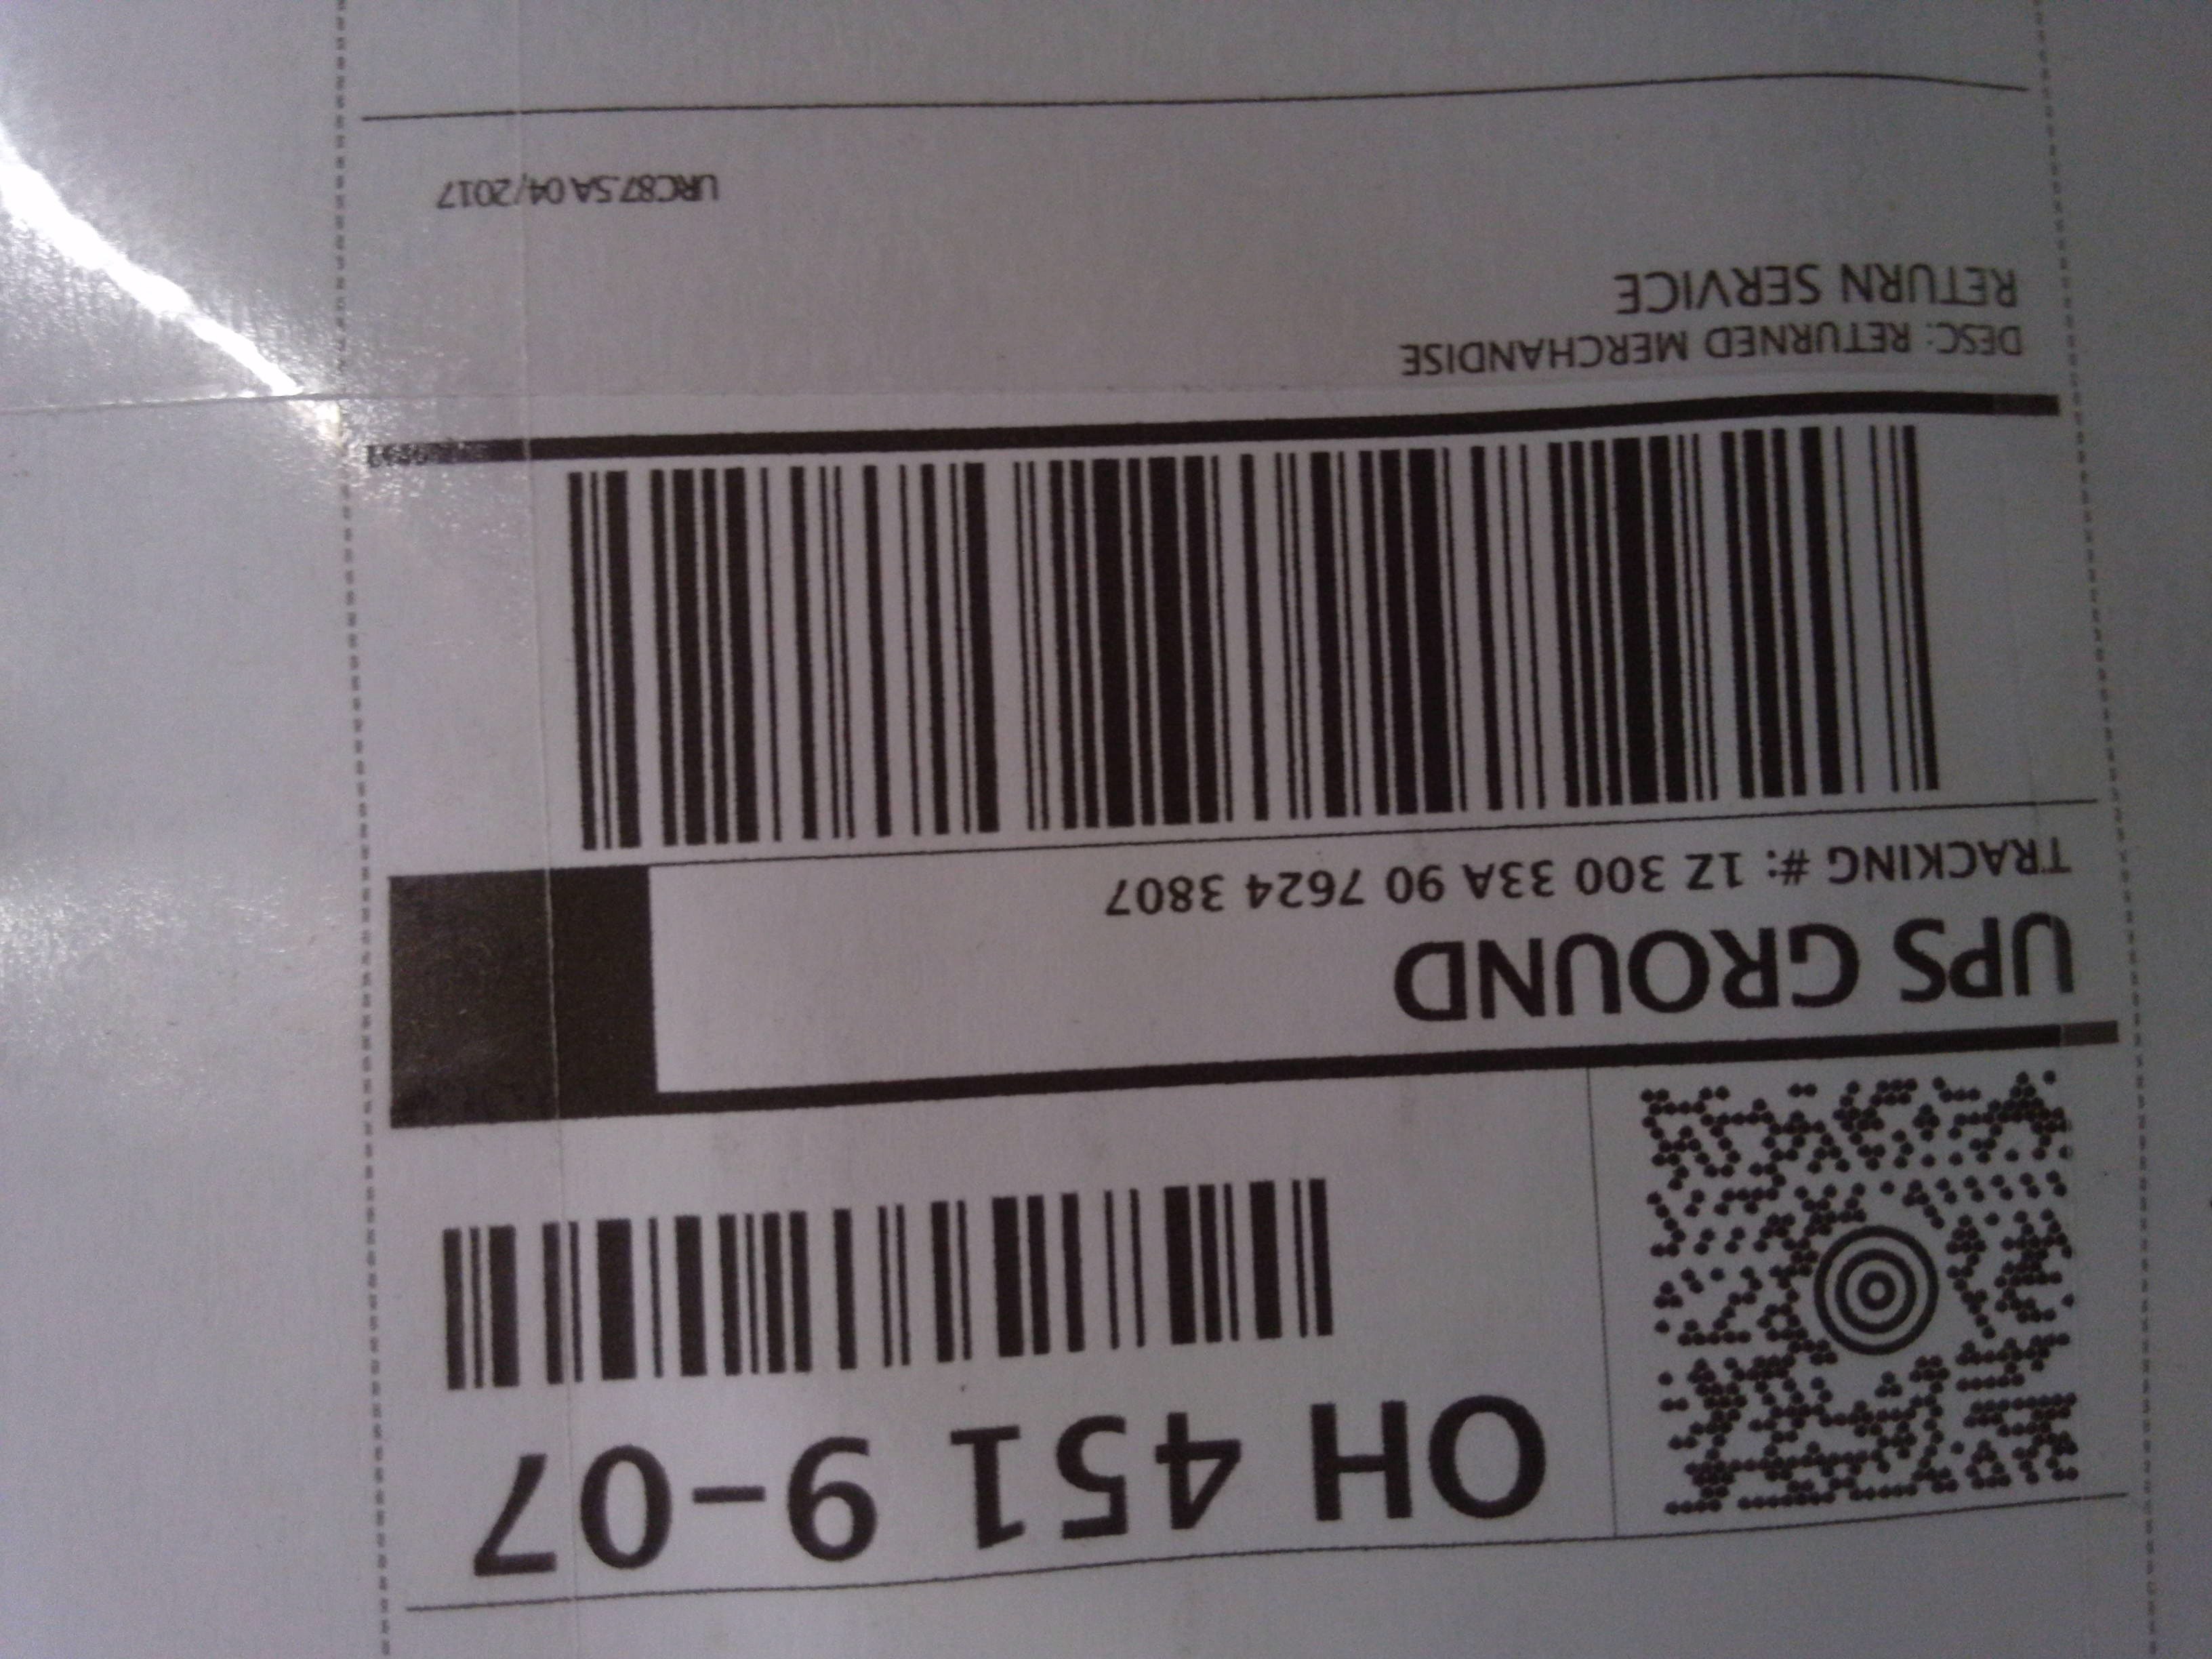 OH 451 9-07
UPS GROUND
TRACKING #: 1Z 300 33A 90 7624 3807
DESC: RETURNED MERCHANDISE
RETURN SERVICE
URC87.5A 04/2017